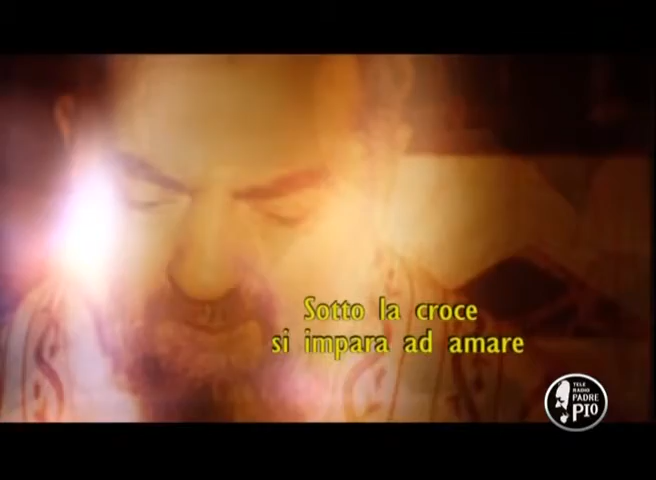 Sotto la croce
si impara ad amare
TELE
RADIO
PADRE
PIO